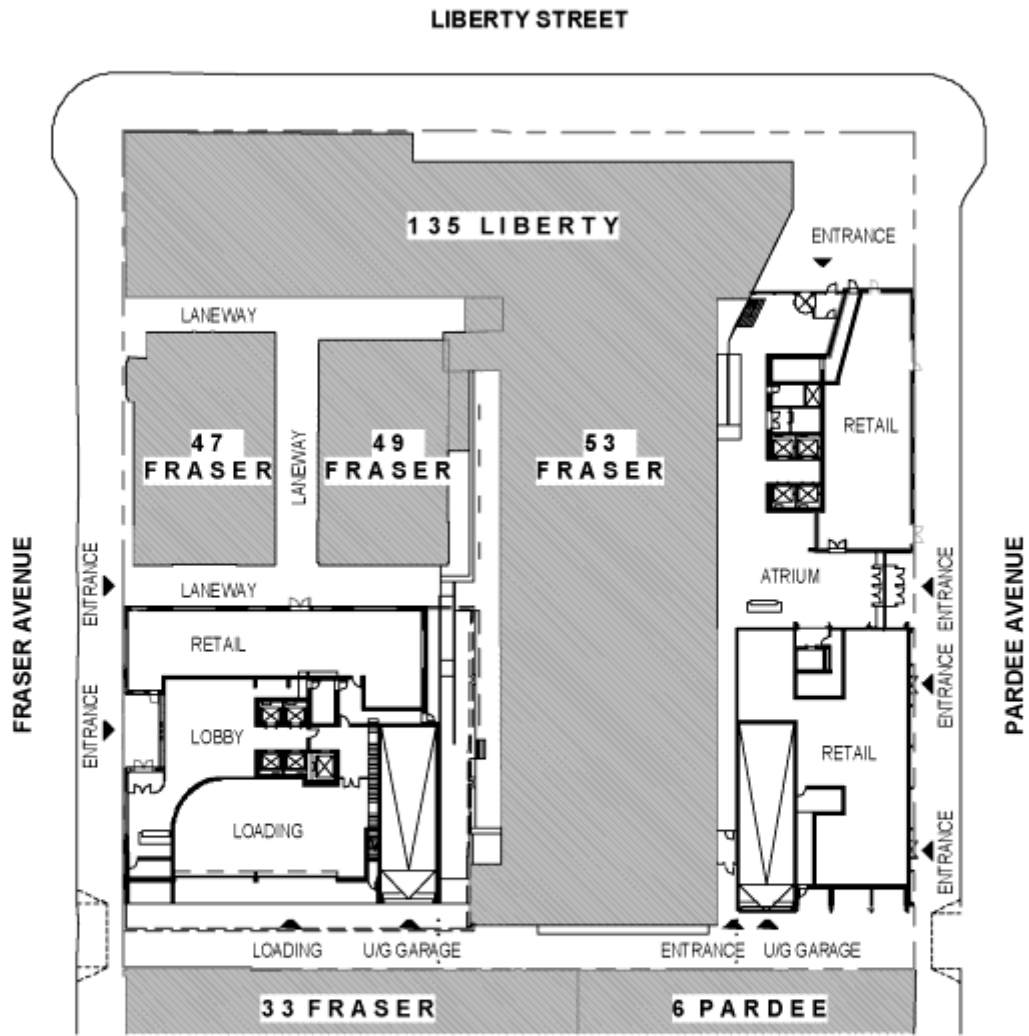 LIBERTY STREET
135 LIBERTY
ENTRANCE
LANEWAY
47
FRASER
LANEWAY
49
FRASER
53
FRASER
RETAIL
FRASER AVENUE
ENTRANCE
LANEWAY
ATRIUM
ENTRANCE
PARDEE AVENUE
RETAIL
ENTRANCE
ENTRANCE
LOBBY
RETAIL
LOADING
ENTRANCE
LOADING
U/G GARAGE
ENTRANCE
U/G GARAGE
33 FRASER
6 PARDEE